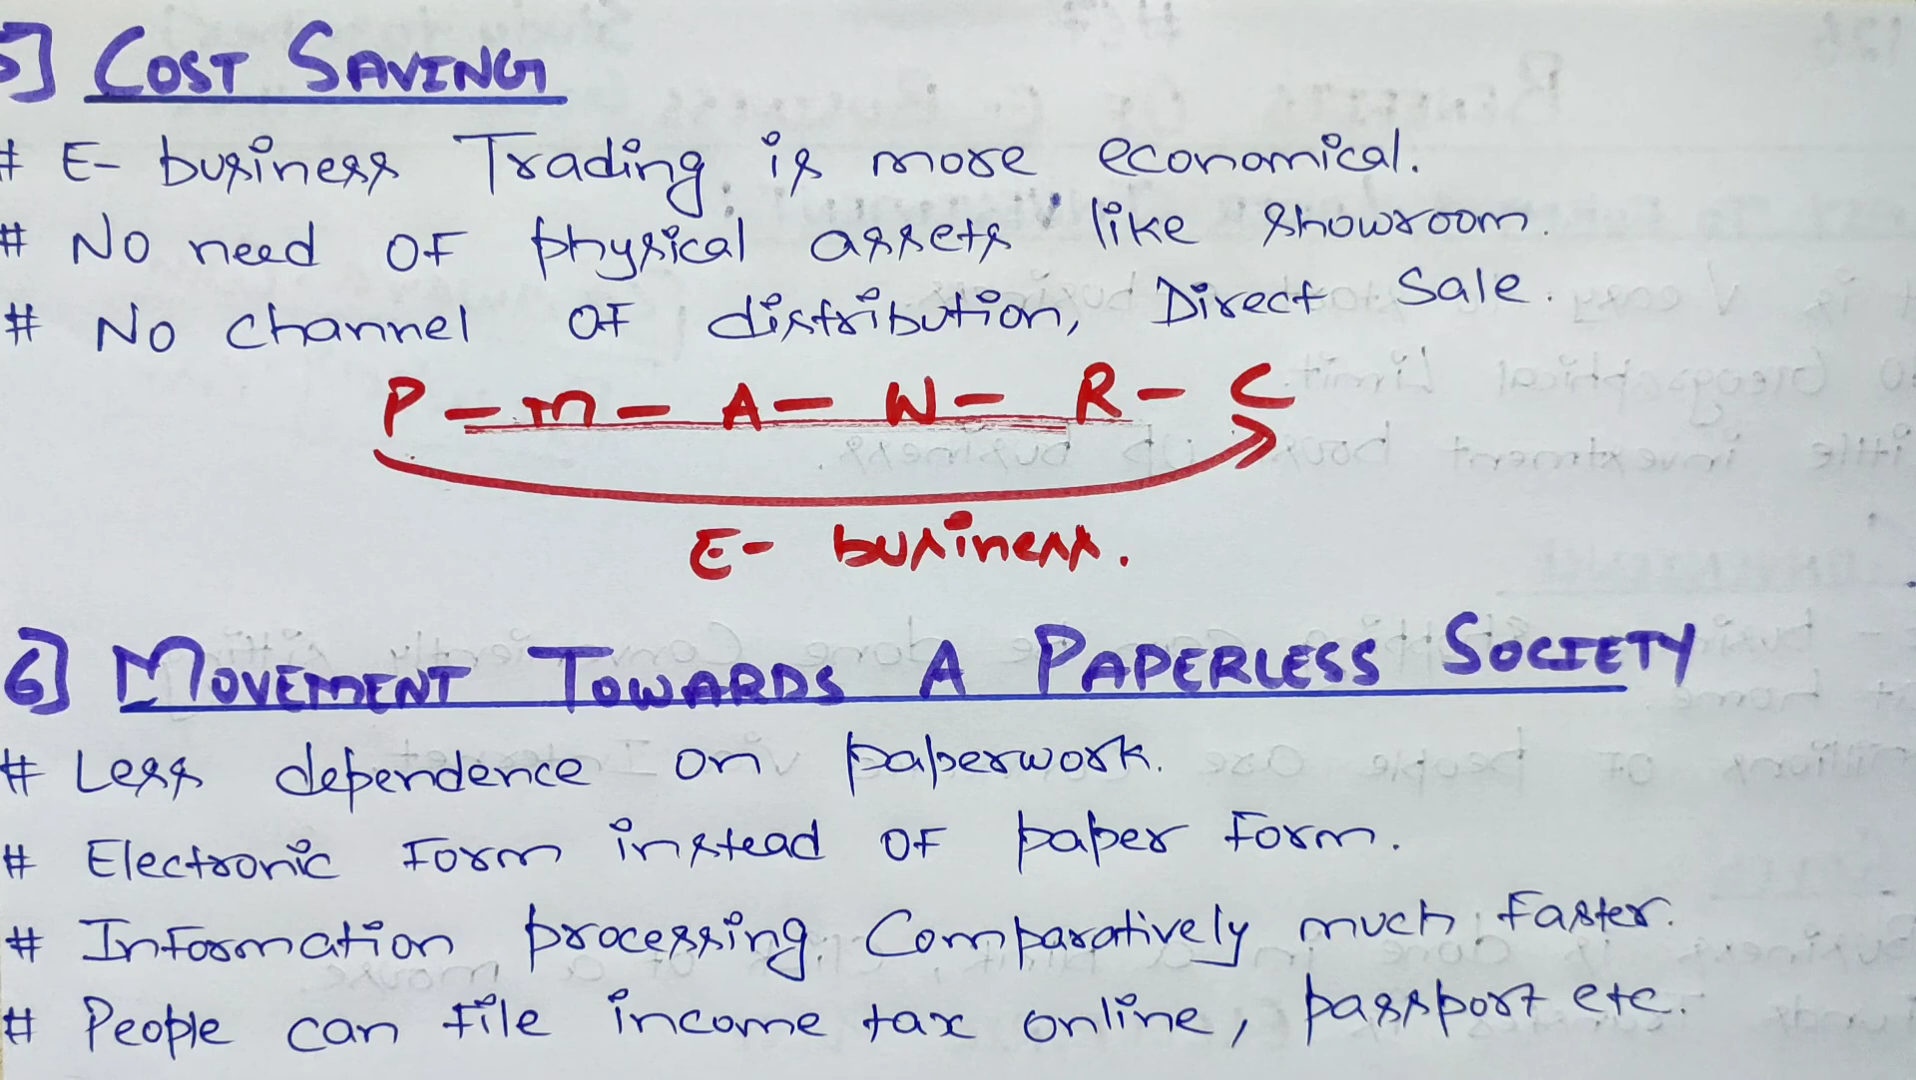 5] COST SAVING
# E- business Trading is more economical.
# No need OF physical assets like showroom.
# No channel OF distribution, Direct Sale.
P - M - A - W - R - C
E- business.
6] MOVEMENT TOWARDS A PAPERLESS SOCIETY
# Less dependence on paperwork.
# Electronic Form instead OF paper Form.
# Information processing Comparatively much Faster.
# People can File income tax online, passport etc.